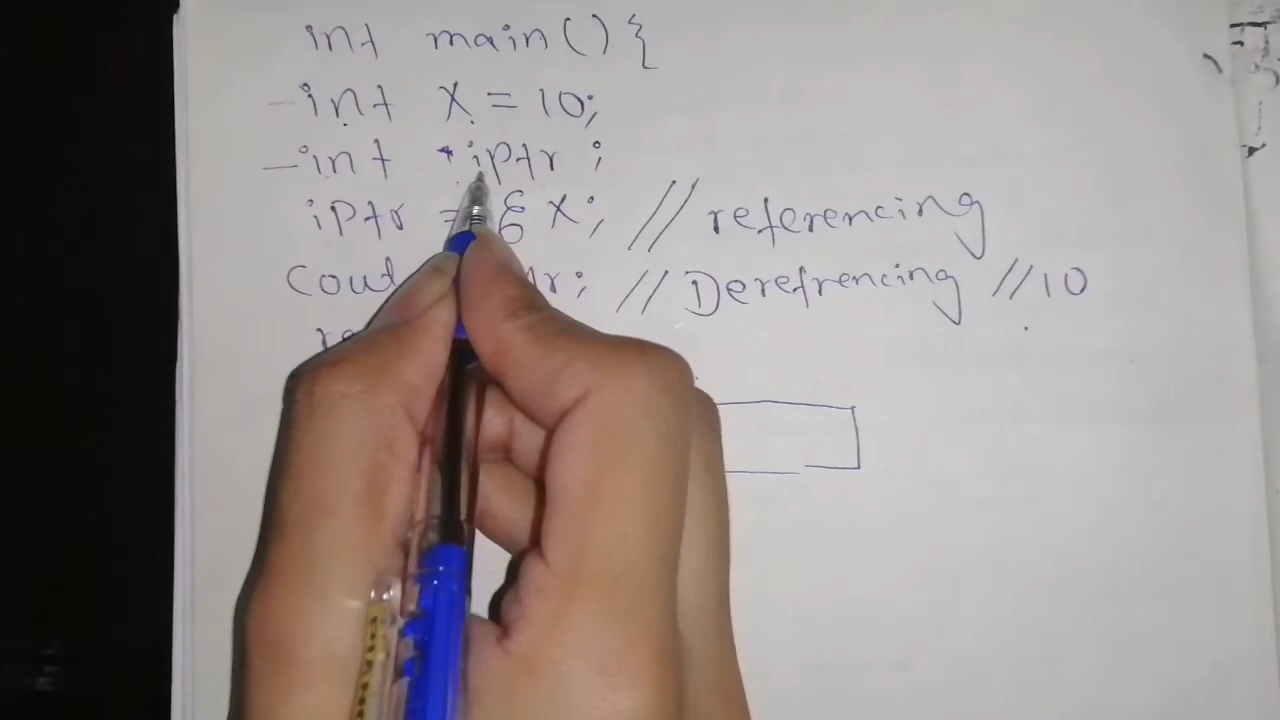 int main(){
int x = 10;
int *iptr ;
iptr = &x; // referencing
Cout ; // Derefrencing //10